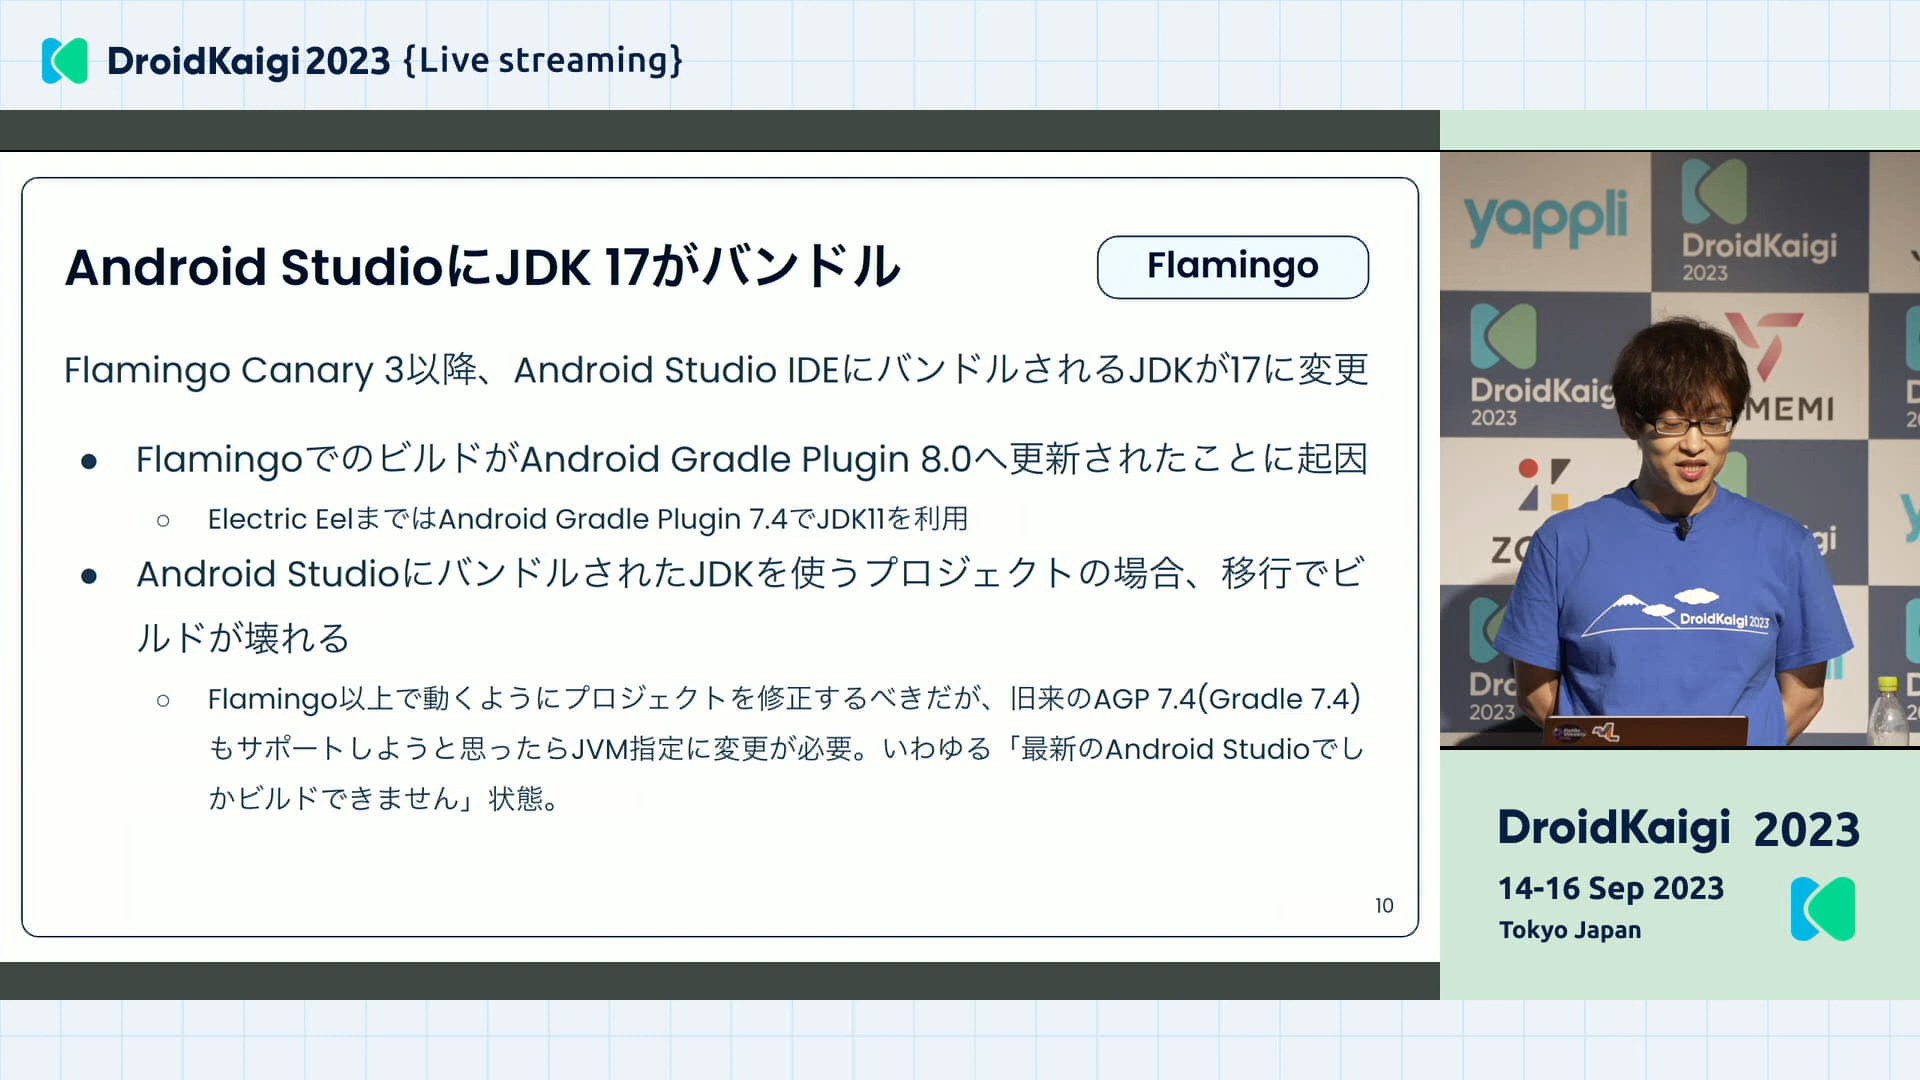 DroidKaigi 2023 {Live streaming}
Android StudioにJDK 17がバンドル
Flamingo
Flamingo Canary 3以降、Android Studio IDEにバンドルされるJDKが17に変更
● FlamingoでのビルドがAndroid Gradle Plugin 8.0へ更新されたことに起因
○ Electric EelまではAndroid Gradle Plugin 7.4でJDK11を利用
● Android StudioにバンドルされたJDKを使うプロジェクトの場合、移行でビ
ルドが壊れる
○ Flamingo以上で動くようにプロジェクトを修正するべきだが、旧来のAGP 7.4(Gradle 7.4)
もサポートしようと思ったらJVM指定に変更が必要。いわゆる「最新のAndroid Studioでし
かビルドできません」状態。
10
yappli
DroidKaigi
2023
DroidKaig
2023
MEMI
ZO
gi
DroidKaigi 2023
Dro
2023
DroidKaigi 2023
14-16 Sep 2023
Tokyo Japan